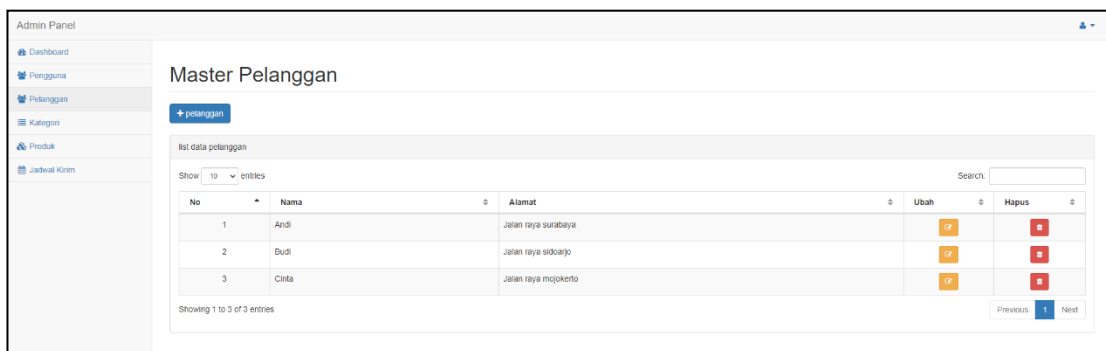 Admin Panel
Dashboard
Pengguna
Pelanggan
Kategori
Produk
Jadwal Kirim
Master Pelanggan
+ pelanggan
list data pelanggan
Show 10 entries Search:
No Nama Alamat Ubah Hapus
1 Andi Jalan raya surabaya
2 Budi Jalan raya sidoarjo
3 Cinta Jalan raya mojokerto
Showing 1 to 3 of 3 entries Previous 1 Next